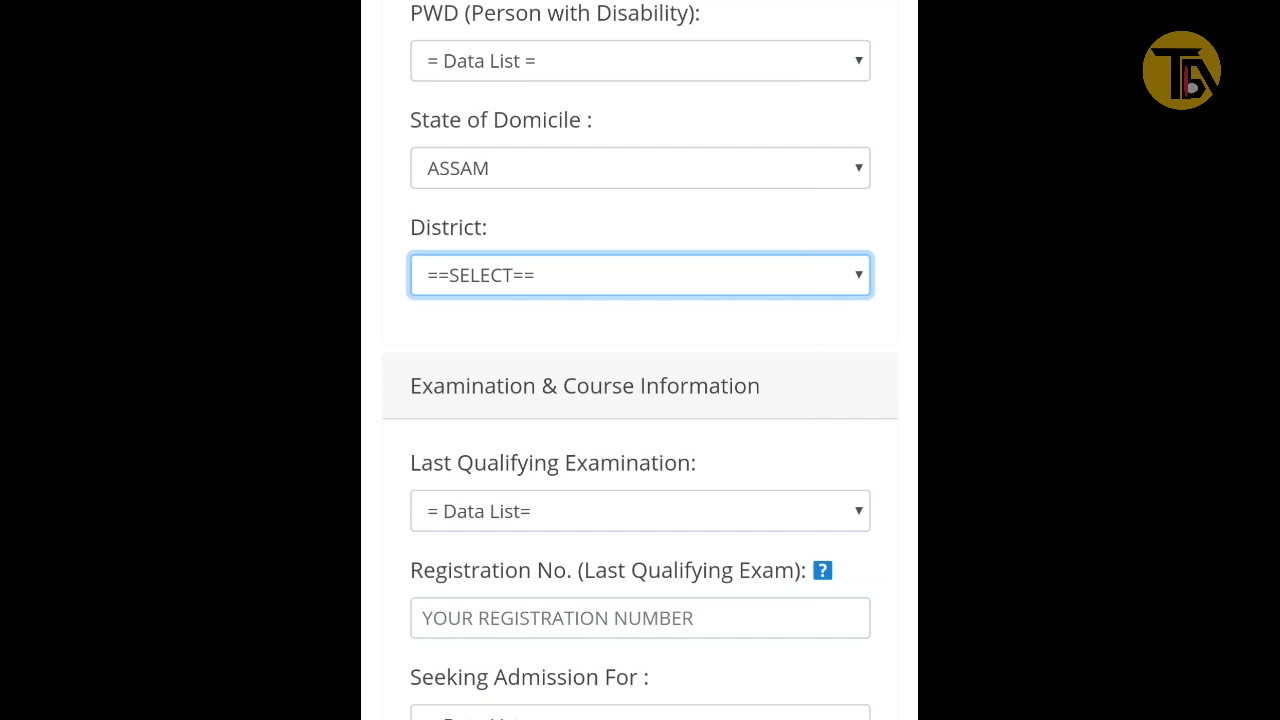 PWD (Person with Disability):
= Data List =
State of Domicile :
ASSAM
District:
==SELECT==
Examination & Course Information
Last Qualifying Examination:
= Data List=
Registration No. (Last Qualifying Exam): ?
YOUR REGISTRATION NUMBER
Seeking Admission For :